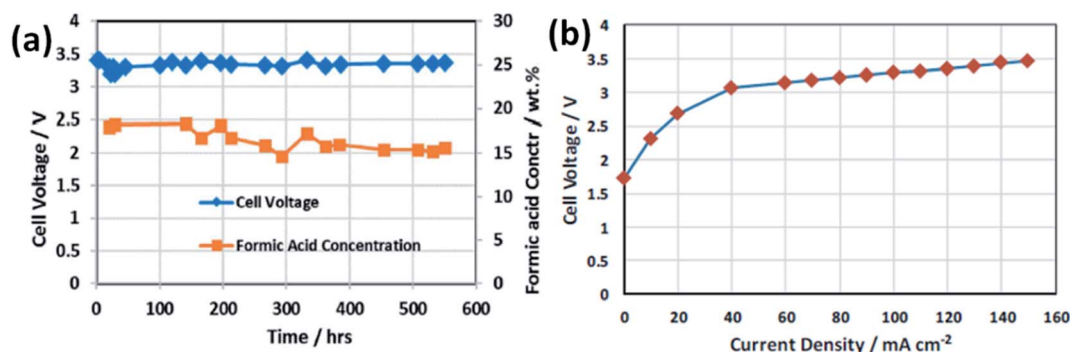 (a)
Cell Voltage / V
4
3.5
3
2.5
2
1.5
1
0.5
0
0 100 200 300 400 500 600
Time / hrs
30
25
20
15
10
5
0
Formic acid Conctr / wt.%
Cell Voltage
Formic Acid Concentration
(b)
Cell Voltage / V
4
3.5
3
2.5
2
1.5
1
0.5
0
0 20 40 60 80 100 120 140 160
Current Density / mA cm⁻²